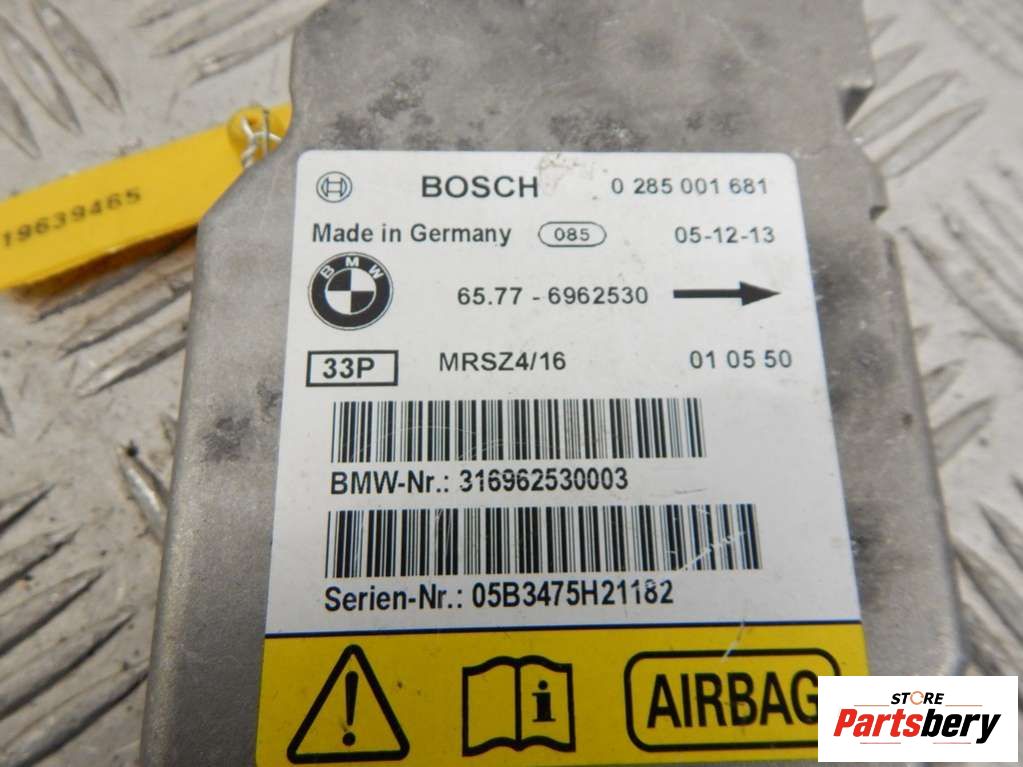 BOSCH 0 285 001 681
Made in Germany 085 05-12-13
BMW
65.77 - 6962530
33P MRSZ4/16 01 05 50
BMW-Nr.: 316962530003
Serien-Nr.: 05B3475H21182
AIRBAG
19639465
STORE
Partsbery